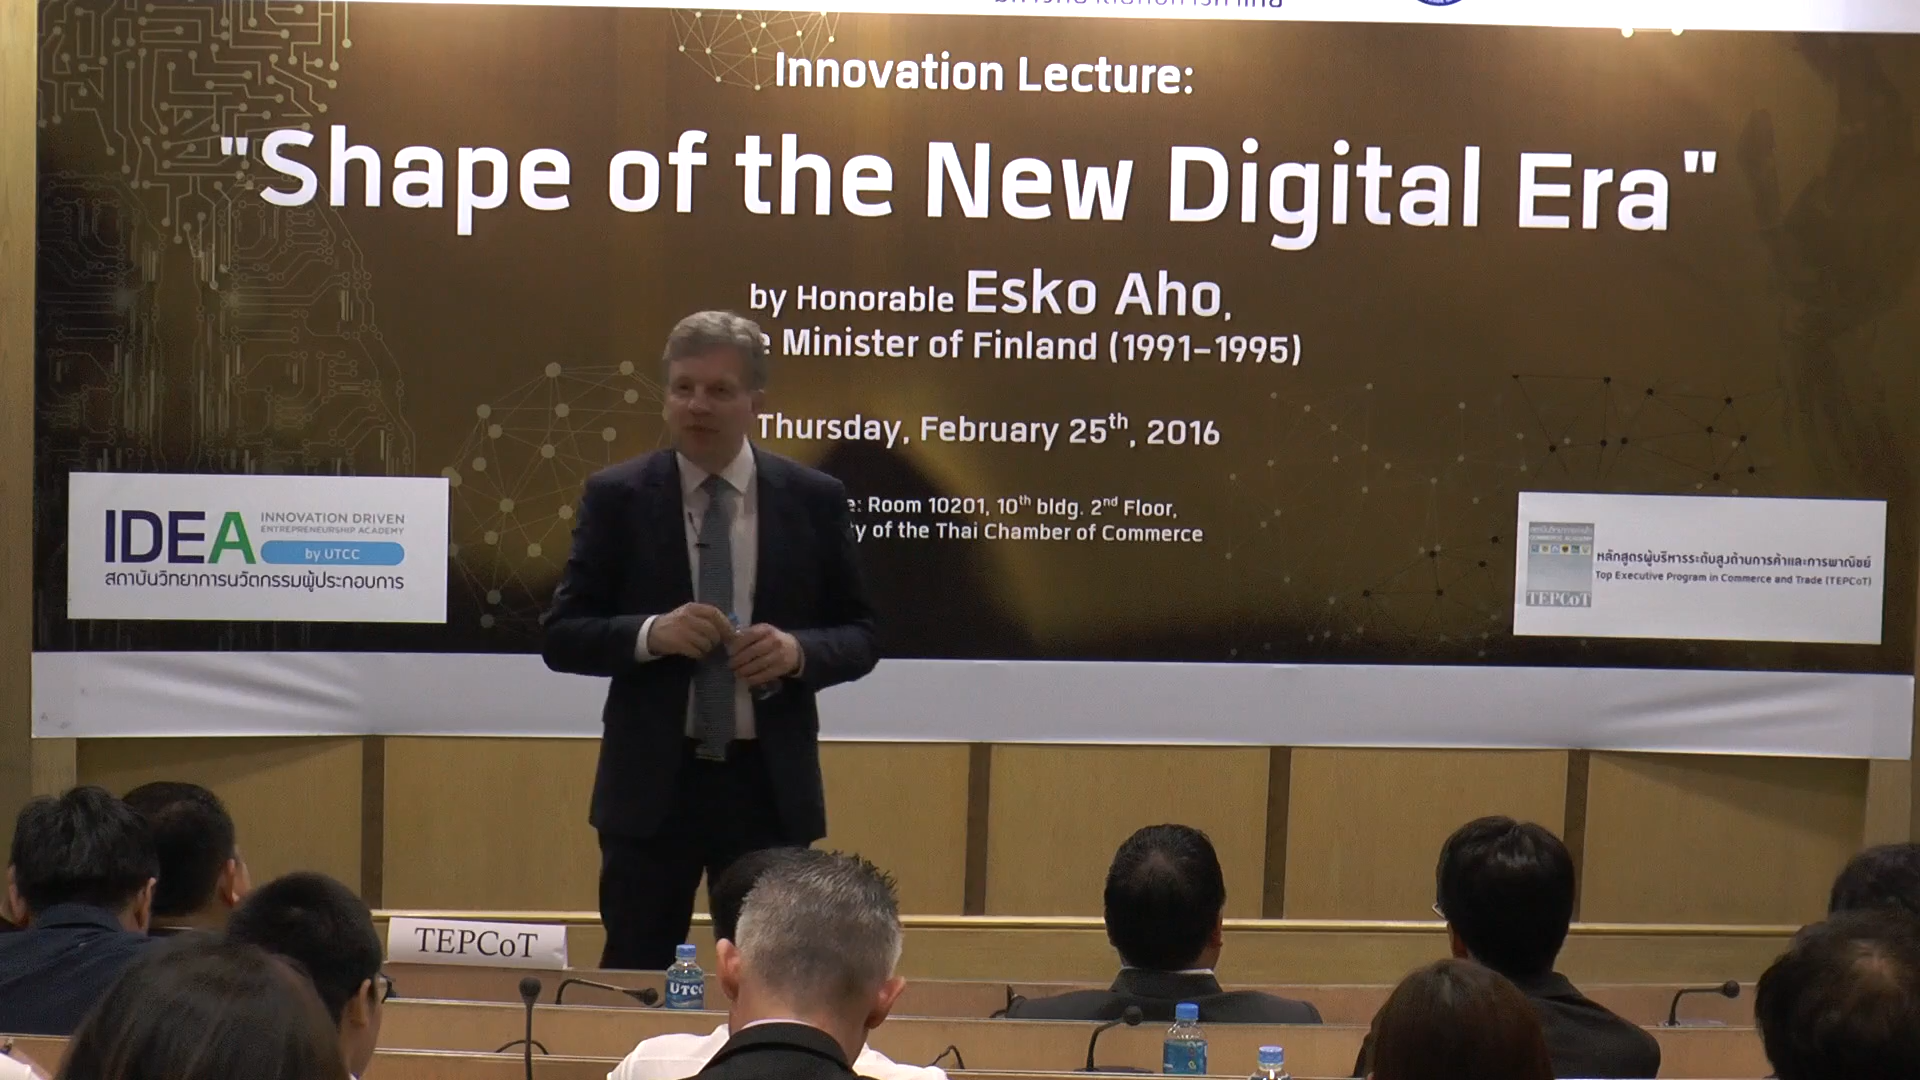 Innovation Lecture:
"Shape of the New Digital Era"
by Honorable Esko Aho,
Minister of Finland (1991-1995)
Thursday, February 25th, 2016
Room 10201, 10th bldg. 2nd Floor,
of the Thai Chamber of Commerce
IDEA INNOVATION DRIVEN
ENTREPRENEURSHIP ACADEMY
by UTCC
สถาบันวิทยาการนวัตกรรมผู้ประกอบการ
COMMERCE ACADEMY
TEPCoT
หลักสูตรผู้บริหารระดับสูงด้านการค้าและการพาณิชย์
Top Executive Program in Commerce and Trade (TEPCoT)
TEPCoT
UTCC